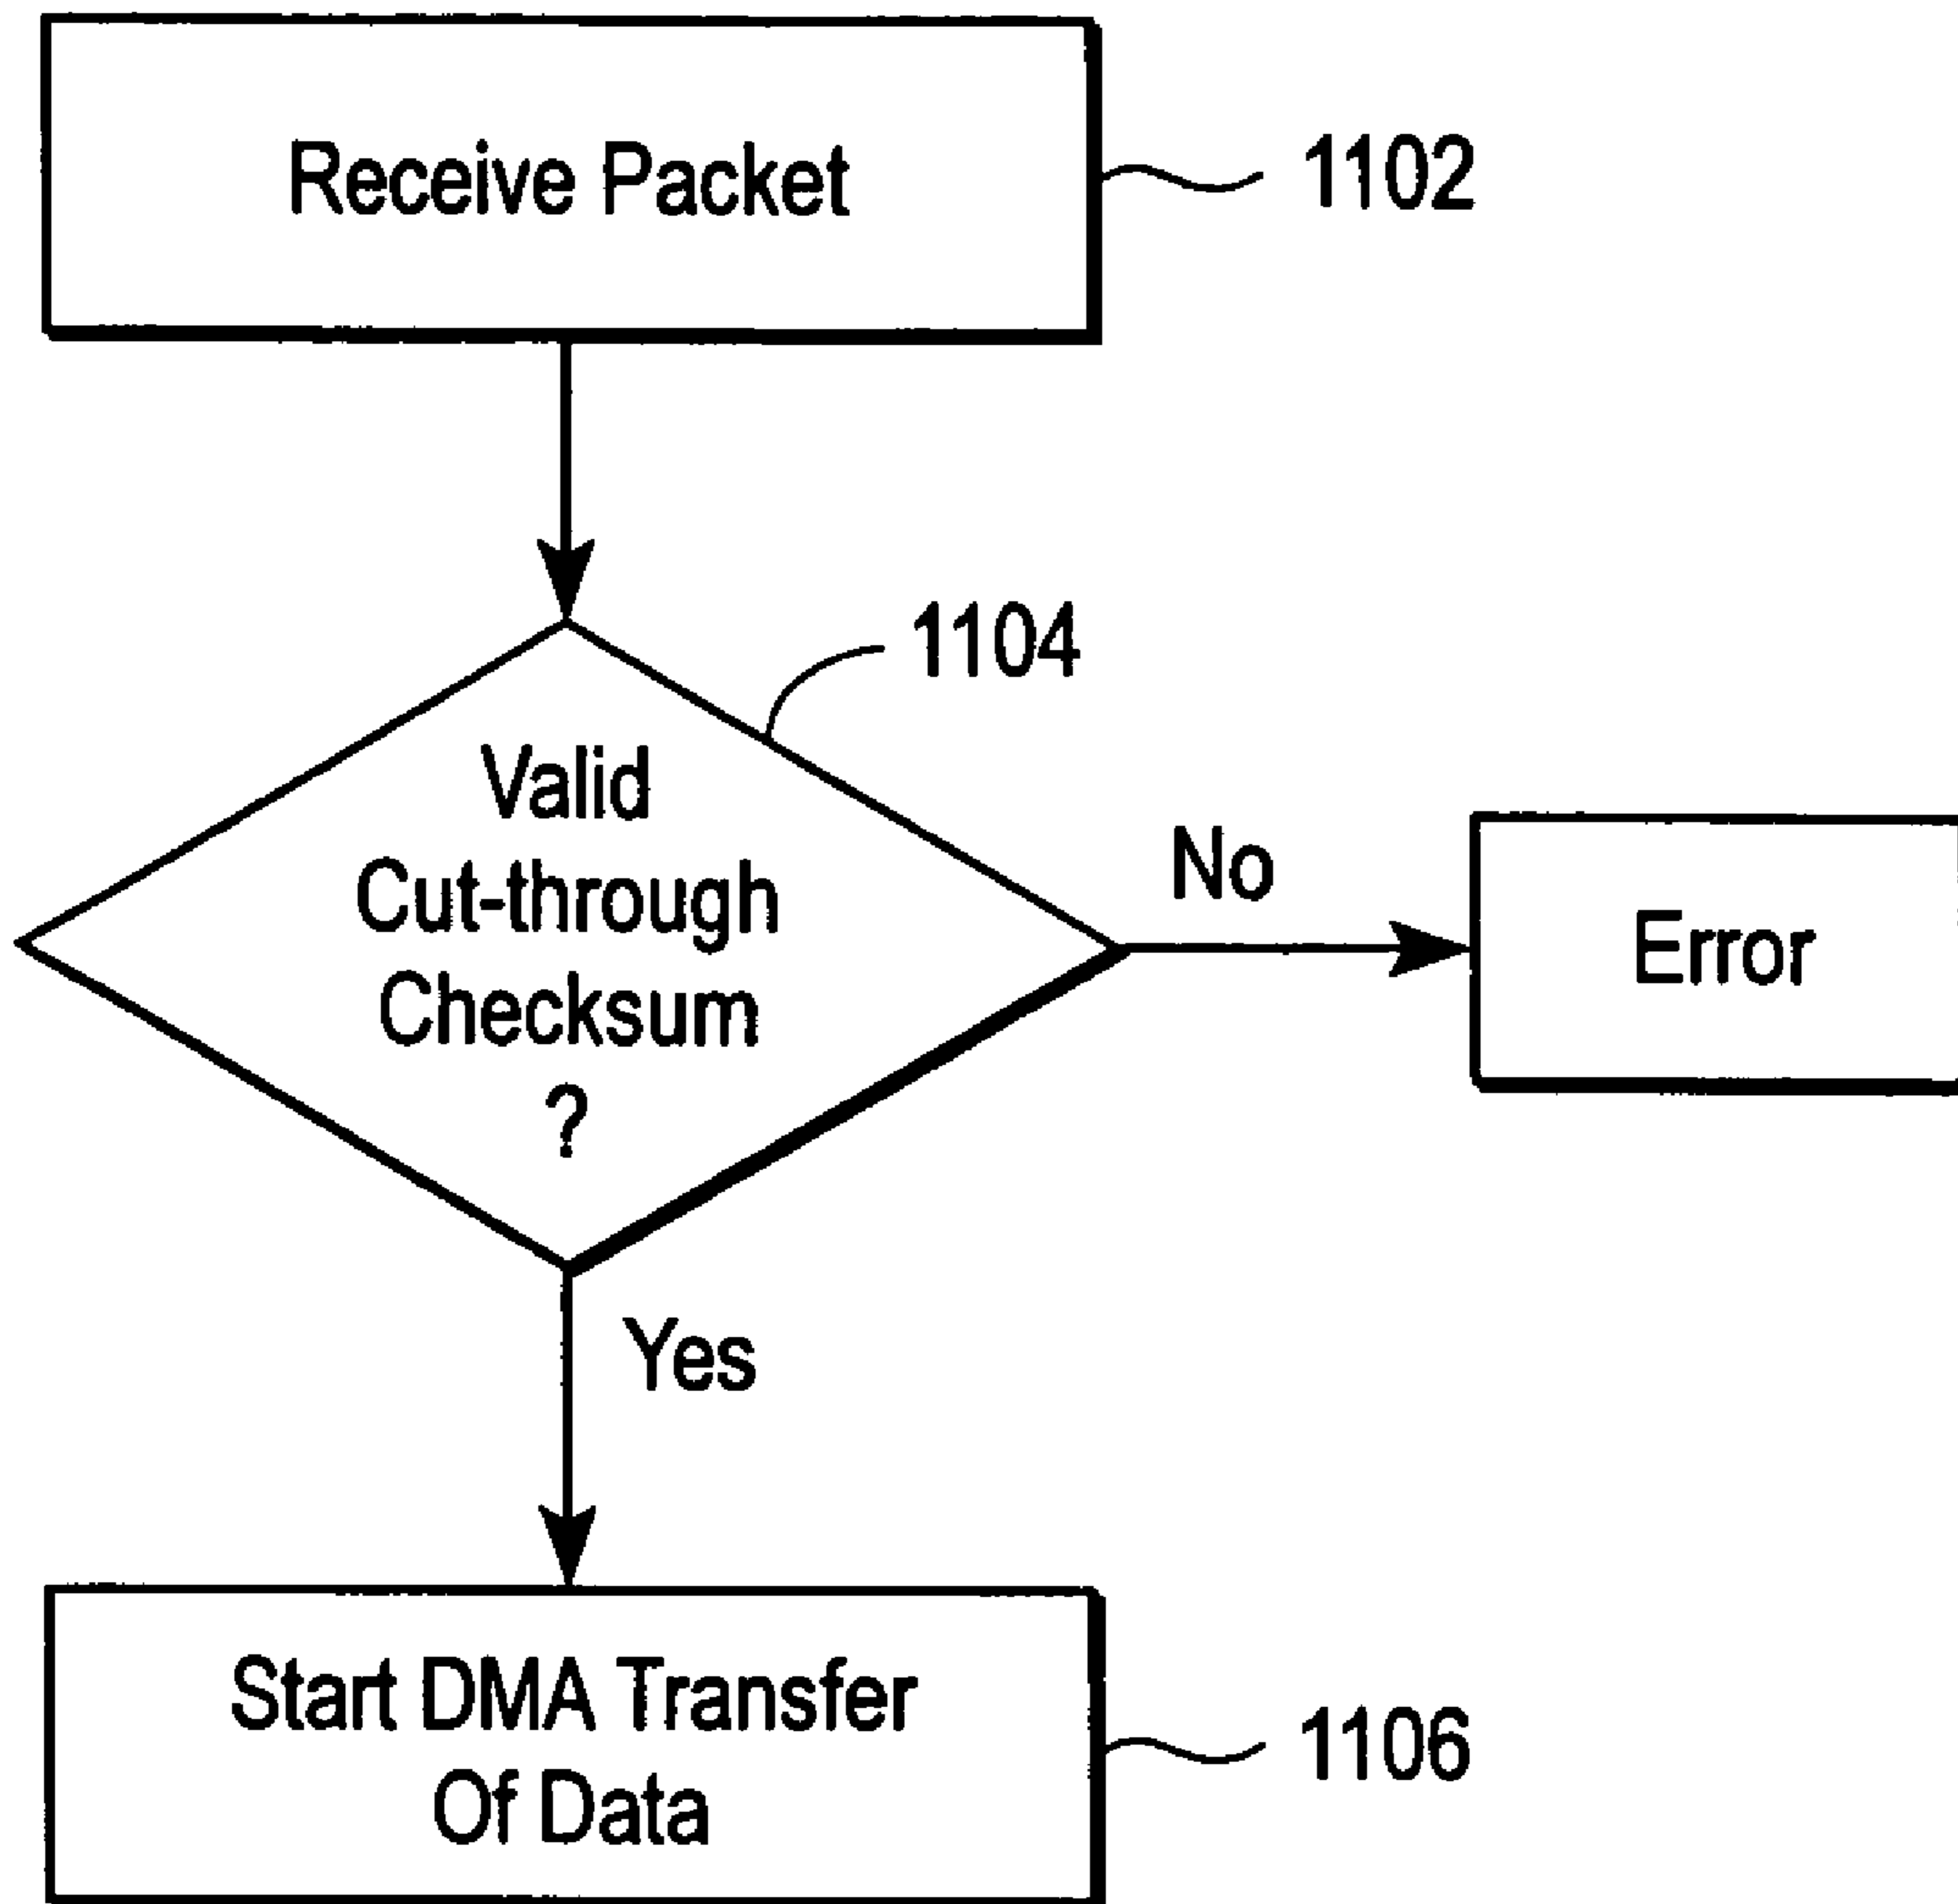 Receive Packet
1102
1104
Valid
Cut-through
Checksum
?
No
Error
Yes
Start DMA Transfer
Of Data
1106